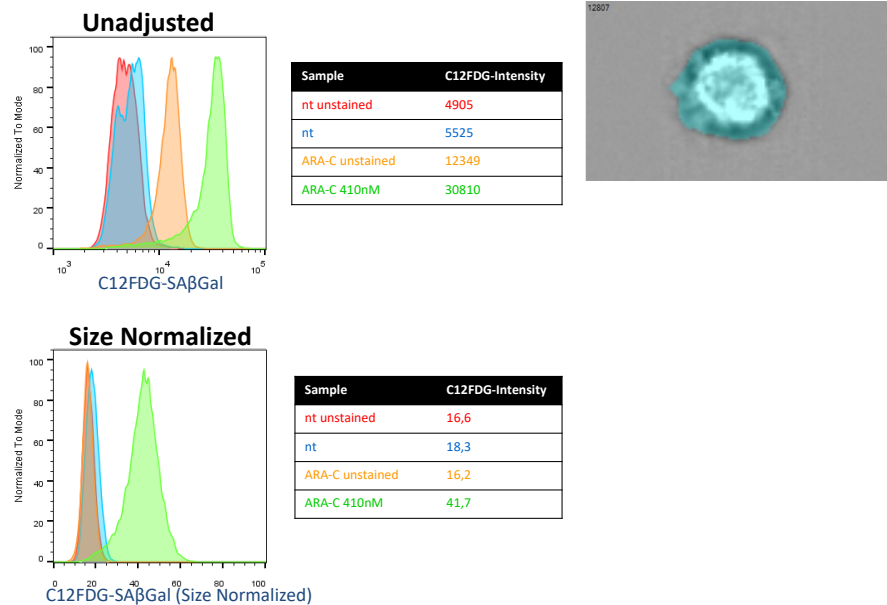 Unadjusted
Normalized To Mode
100
80
60
40
20
0
10^3
10^4
10^5
C12FDG-SAβGal
Sample C12FDG-Intensity
nt unstained 4905
nt 5525
ARA-C unstained 12349
ARA-C 410nM 30810
12807
Size Normalized
Normalized To Mode
100
80
60
40
20
0
0 20 40 60 80 100
C12FDG-SAβGal (Size Normalized)
Sample C12FDG-Intensity
nt unstained 16,6
nt 18,3
ARA-C unstained 16,2
ARA-C 410nM 41,7